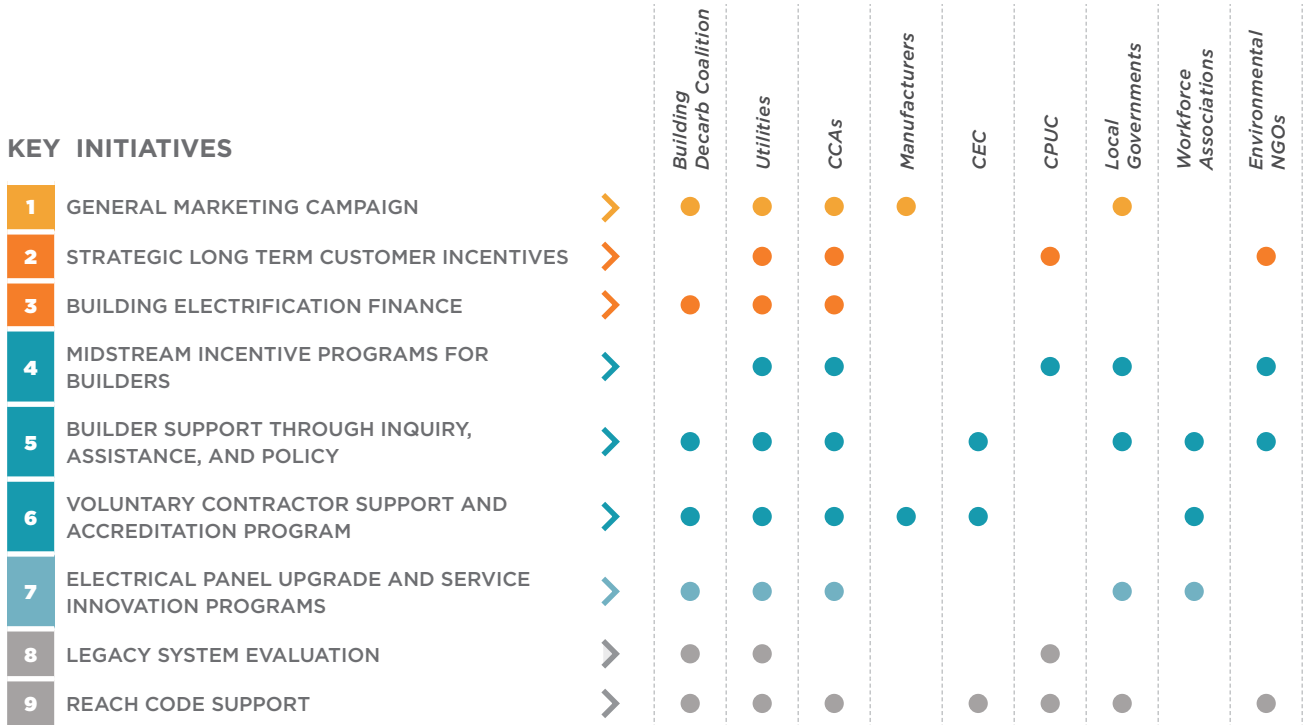 Building
Decarb Coalition
Utilities
CCAs
Manufacturers
CEC
CPUC
Local
Governments
Workforce
Associations
Environmental
NGOs
KEY INITIATIVES
1 GENERAL MARKETING CAMPAIGN
2 STRATEGIC LONG TERM CUSTOMER INCENTIVES
3 BUILDING ELECTRIFICATION FINANCE
4 MIDSTREAM INCENTIVE PROGRAMS FOR
BUILDERS
5 BUILDER SUPPORT THROUGH INQUIRY,
ASSISTANCE, AND POLICY
6 VOLUNTARY CONTRACTOR SUPPORT AND
ACCREDITATION PROGRAM
7 ELECTRICAL PANEL UPGRADE AND SERVICE
INNOVATION PROGRAMS
8 LEGACY SYSTEM EVALUATION
9 REACH CODE SUPPORT